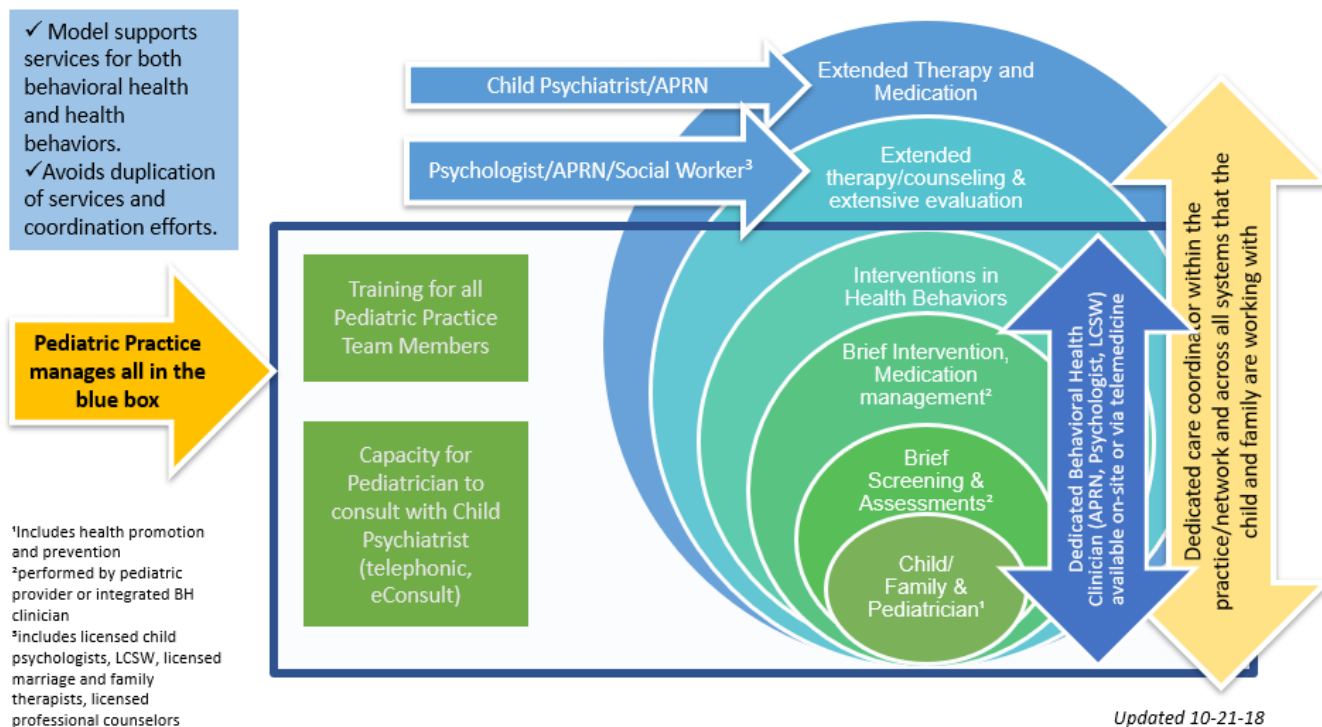 ✓ Model supports
services for both
behavioral health
and health
behaviors.
✓Avoids duplication
of services and
coordination efforts.
Child Psychiatrist/APRN
Psychologist/APRN/Social Worker³
Extended Therapy and
Medication
Extended
therapy/counseling &
extensive evaluation
Interventions in
Health Behaviors
Brief Intervention,
Medication
management²
Brief
Screening &
Assessments²
Child/
Family &
Pediatrician¹
Dedicated Behavioral Health
Clinician (APRN, Psychologist, LCSW)
available on-site or via telemedicine
Dedicated care coordinator within the
practice/network and across all systems that the
child and family are working with
Pediatric Practice
manages all in the
blue box
Training for all
Pediatric Practice
Team Members
Capacity for
Pediatrician to
consult with Child
Psychiatrist
(telephonic,
eConsult)
¹Includes health promotion
and prevention
²performed by pediatric
provider or integrated BH
clinician
³includes licensed child
psychologists, LCSW, licensed
marriage and family
therapists, licensed
professional counselors
Updated 10-21-18